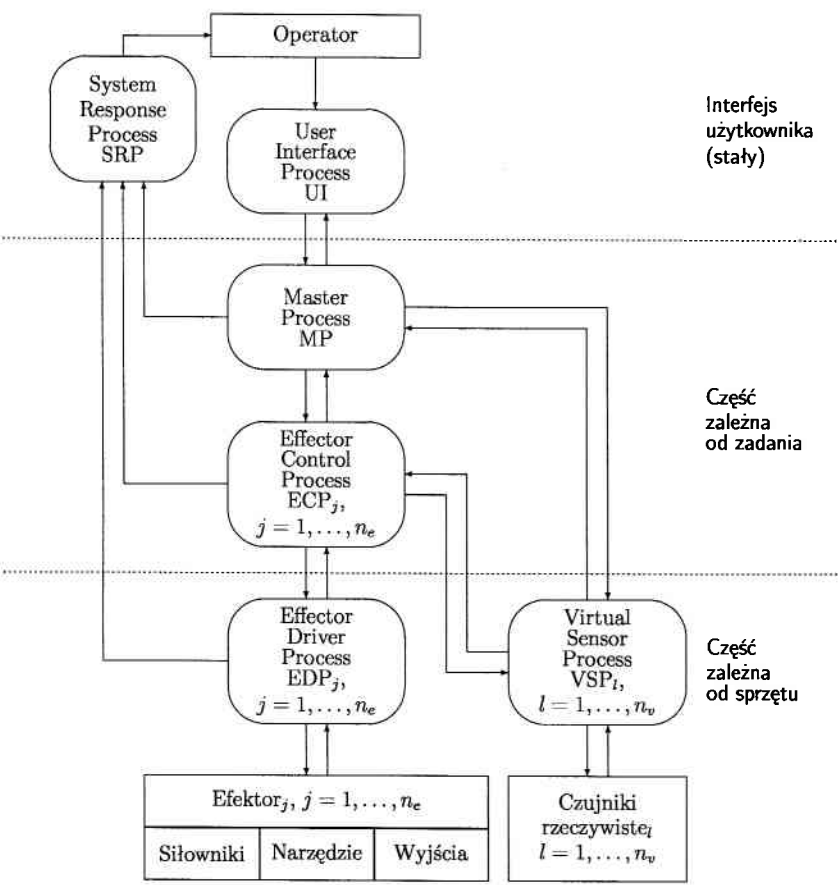 Operator
System
Response
Process
SRP
User
Interface
Process
UI
Interfejs
użytkownika
(stały)
Master
Process
MP
Effector
Control
Process
ECP_j,
j = 1, . . . , n_e
Część
zależna
od zadania
Effector
Driver
Process
EDP_j,
j = 1, . . . , n_e
Virtual
Sensor
Process
VSP_l,
l = 1, . . . , n_v
Część
zależna
od sprzętu
Efektor_j, j = 1, . . . , n_e
Siłowniki
Narzędzie
Wyjścia
Czujniki
rzeczywiste_l
l = 1, . . . , n_v